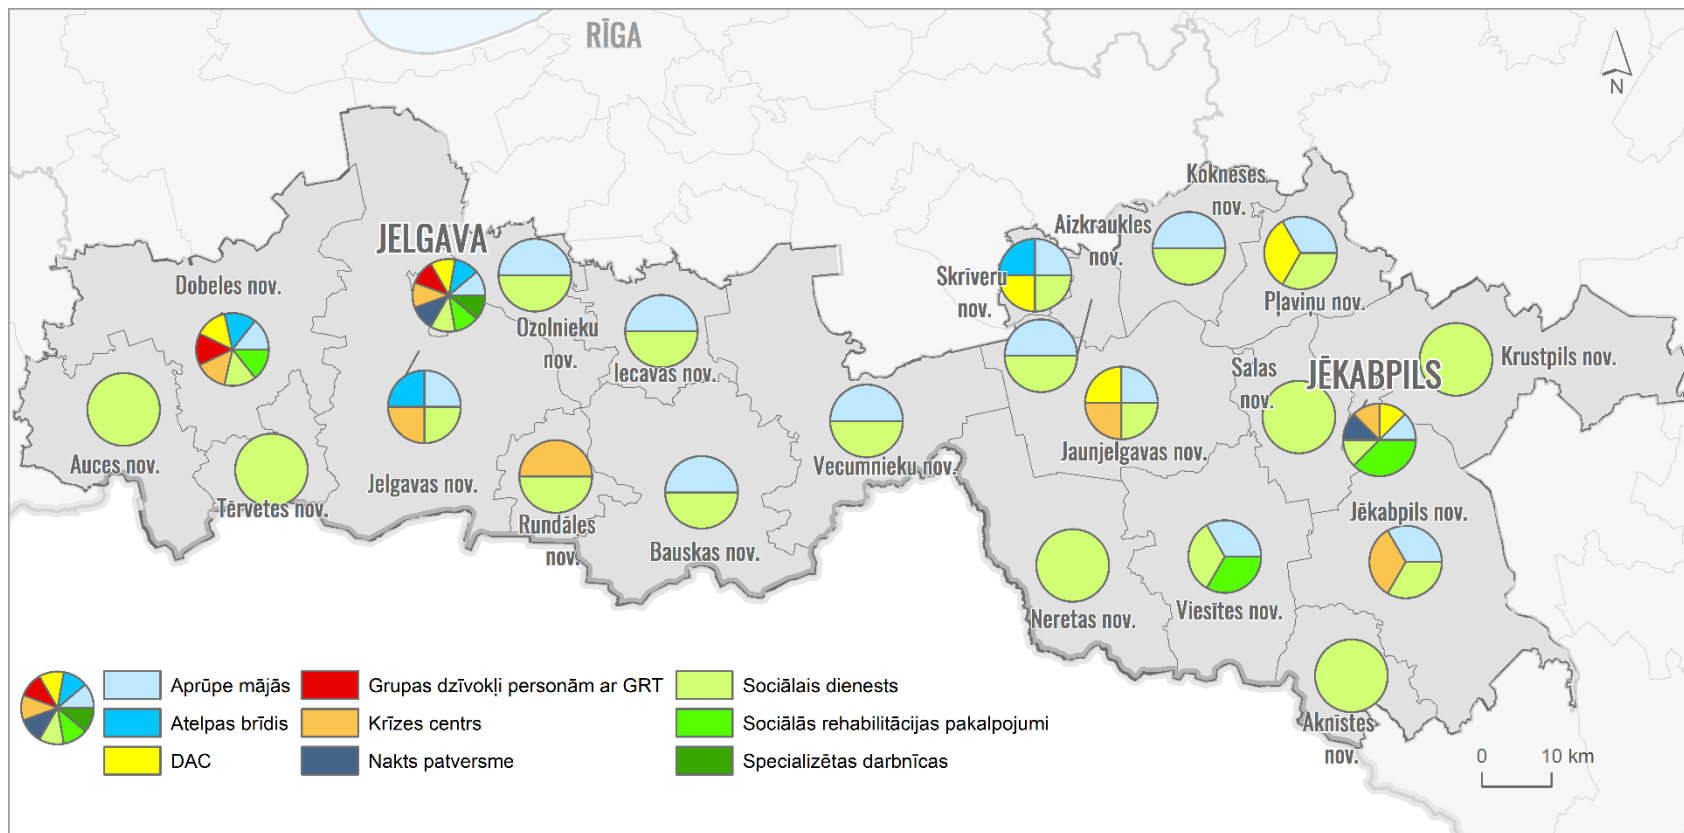 RĪGA
N
Kokneses
nov.
Aizkraukles
nov.
JELGAVA
Skrīveru
nov.
Dobeles nov.
Pļaviņu nov.
Ozolnieku
nov.
Iecavas nov.
Salas
nov.
JĒKABPILS
Krustpils nov.
Auces nov.
Tērvetes nov.
Jelgavas nov.
Rundāles
nov.
Bauskas nov.
Vecumnieku nov.
Jaunjelgavas nov.
Jēkabpils nov.
Neretas nov.
Viesītes nov.
Aknīstes
nov.
Aprūpe mājās
Grupas dzīvokļi personām ar GRT
Sociālais dienests
Atelpas brīdis
Krīzes centrs
Sociālās rehabilitācijas pakalpojumi
DAC
Nakts patversme
Specializētas darbnīcas
0 10 km